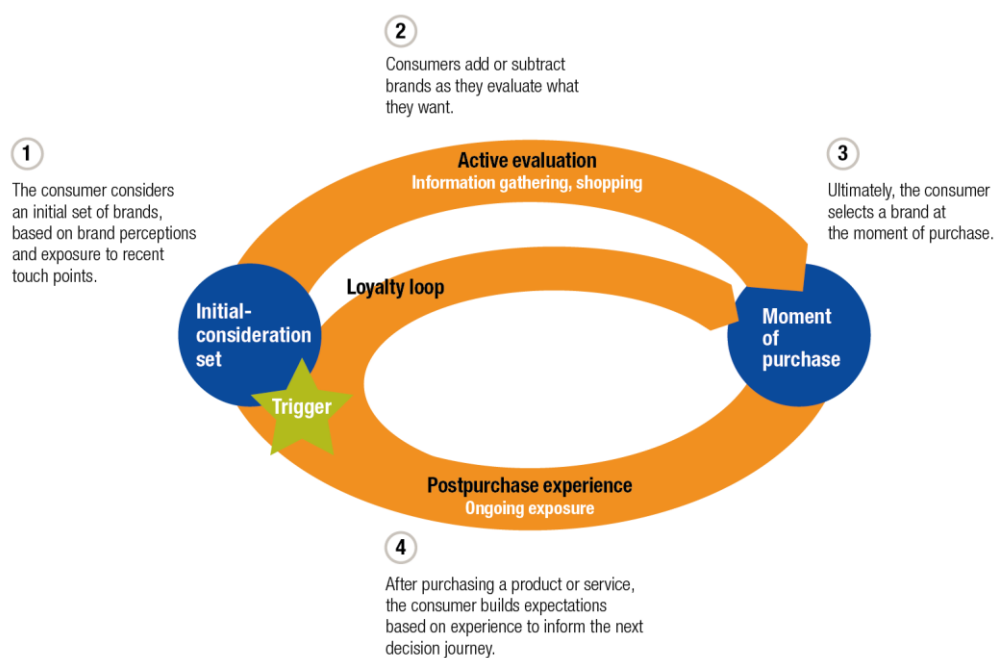 1
The consumer considers
an initial set of brands,
based on brand perceptions
and exposure to recent
touch points.
2
Consumers add or subtract
brands as they evaluate what
they want.
3
Ultimately, the consumer
selects a brand at
the moment of purchase.
Active evaluation
Information gathering, shopping
Loyalty loop
Initial-
consideration
set
Trigger
Moment
of
purchase
Postpurchase experience
Ongoing exposure
4
After purchasing a product or service,
the consumer builds expectations
based on experience to inform the next
decision journey.